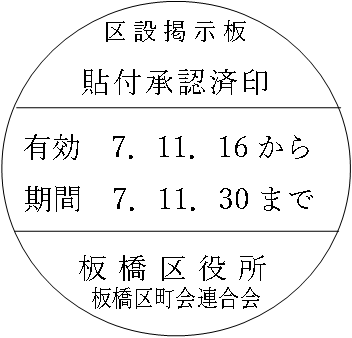 区設掲示板
貼付承認済印
有効 7. 11. 16から
期間 7. 11. 30まで
板橋区役所
板橋区町会連合会